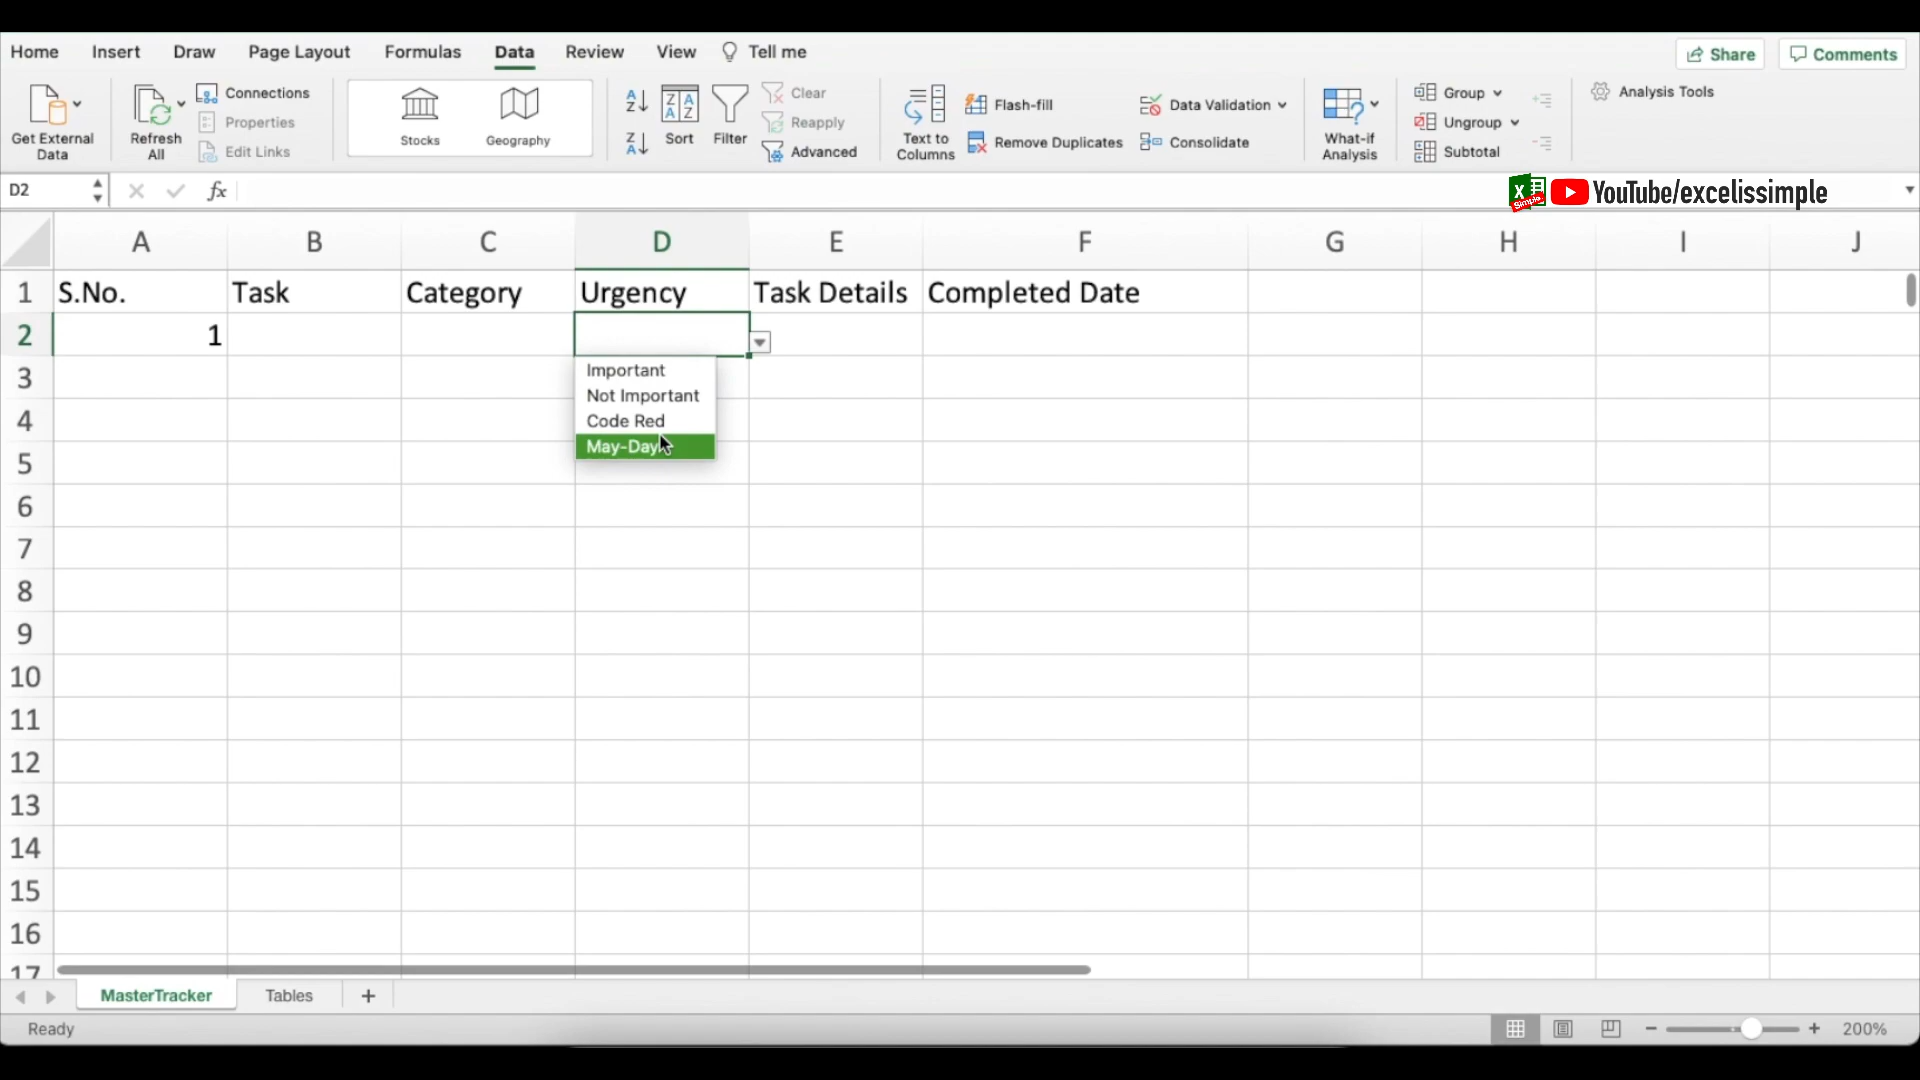 Home Insert Draw Page Layout Formulas Data Review View Tell me Share Comments
Get External Data
Refresh All
Connections
Properties
Edit Links
Stocks
Geography
Sort
Filter
Clear
Reapply
Advanced
Text to Columns
Flash-fill
Remove Duplicates
Data Validation
Consolidate
What-if Analysis
Group
Ungroup
Subtotal
Analysis Tools
D2 fx
X Simple YouTube/excelissimple
A B C D E F G H I J
1 S.No. Task Category Urgency Task Details Completed Date
2 1
Important
Not Important
Code Red
May-Day
3
4
5
6
7
8
9
10
11
12
13
14
15
16
17
MasterTracker Tables +
Ready 200%